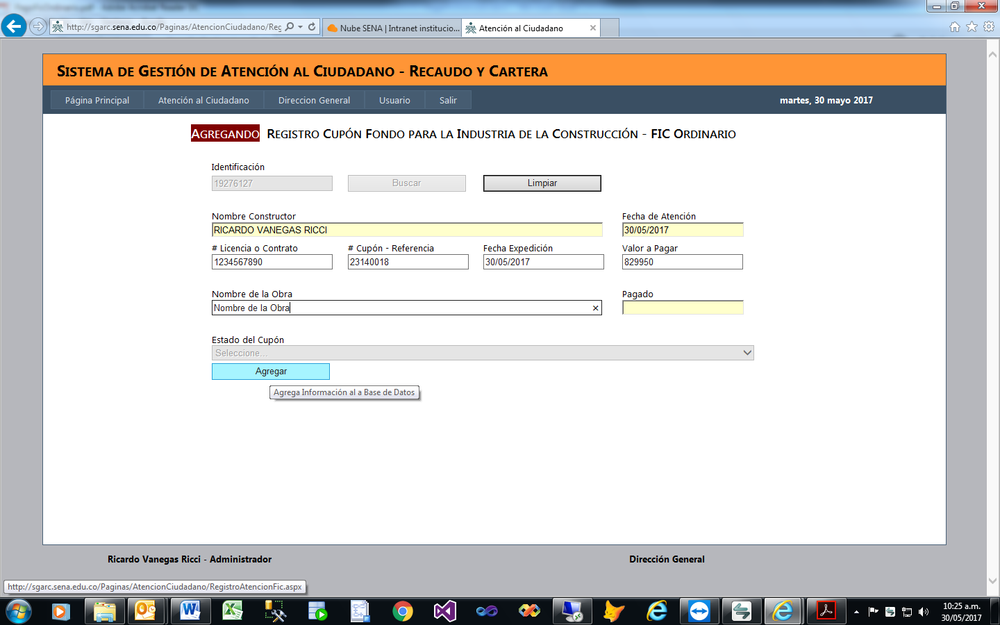 http://sgarc.sena.edu.co/Paginas/AtencionCiudadano/Reg
Nube SENA | Intranet institucio...
Atención al Ciudadano
SISTEMA DE GESTIÓN DE ATENCIÓN AL CIUDADANO - RECAUDO Y CARTERA
Página Principal Atención al Ciudadano Direccion General Usuario Salir martes, 30 mayo 2017
AGREGANDO REGISTRO CUPÓN FONDO PARA LA INDUSTRIA DE LA CONSTRUCCIÓN - FIC ORDINARIO
Identificación
19276127 Buscar Limpiar
Nombre Constructor Fecha de Atención
RICARDO VANEGAS RICCI 30/05/2017
# Licencia o Contrato # Cupón - Referencia Fecha Expedición Valor a Pagar
1234567890 23140018 30/05/2017 829950
Nombre de la Obra Pagado
Nombre de la Obra
Estado del Cupón
Seleccione...
Agregar
Agrega Información al a Base de Datos
Ricardo Vanegas Ricci - Administrador Dirección General
http://sgarc.sena.edu.co/Paginas/AtencionCiudadano/RegistroAtencionFic.aspx
10:25 a.m.
30/05/2017